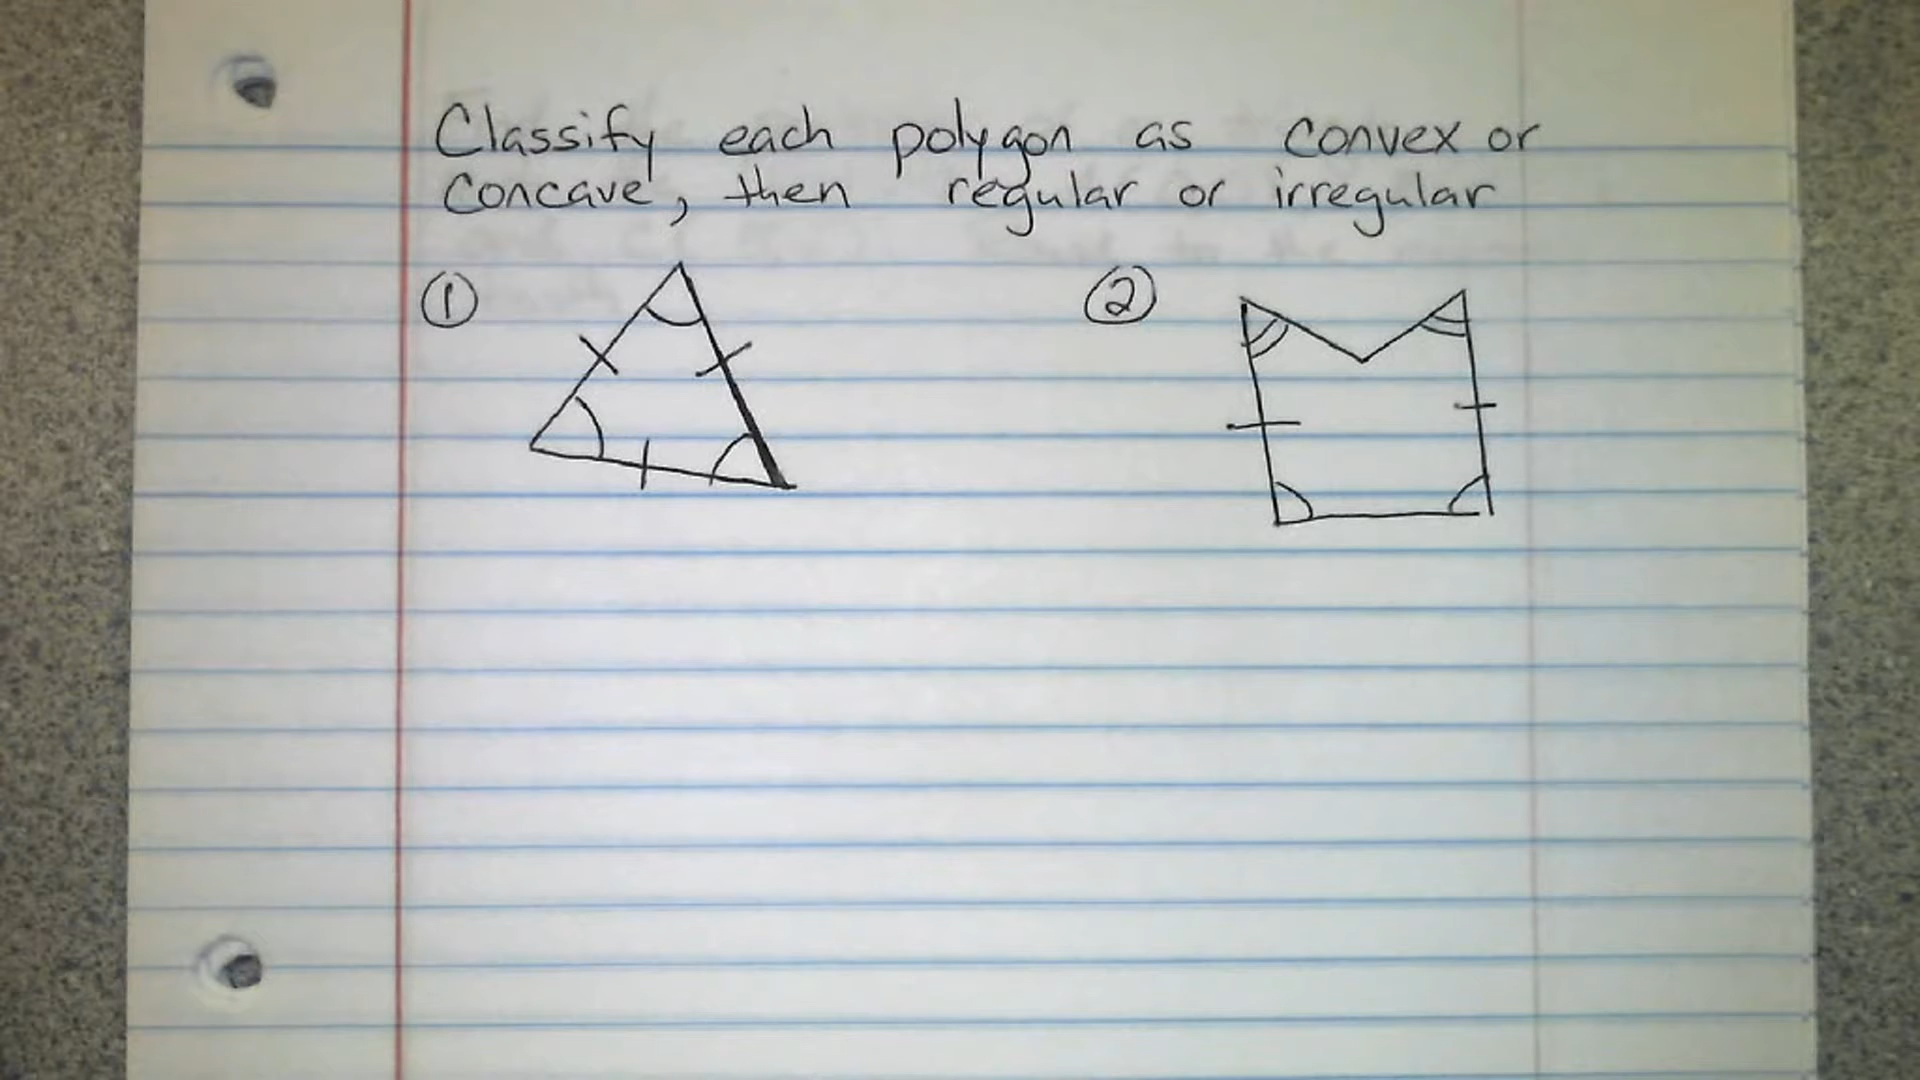 Classify each polygon as convex or
concave, then regular or irregular
① ②